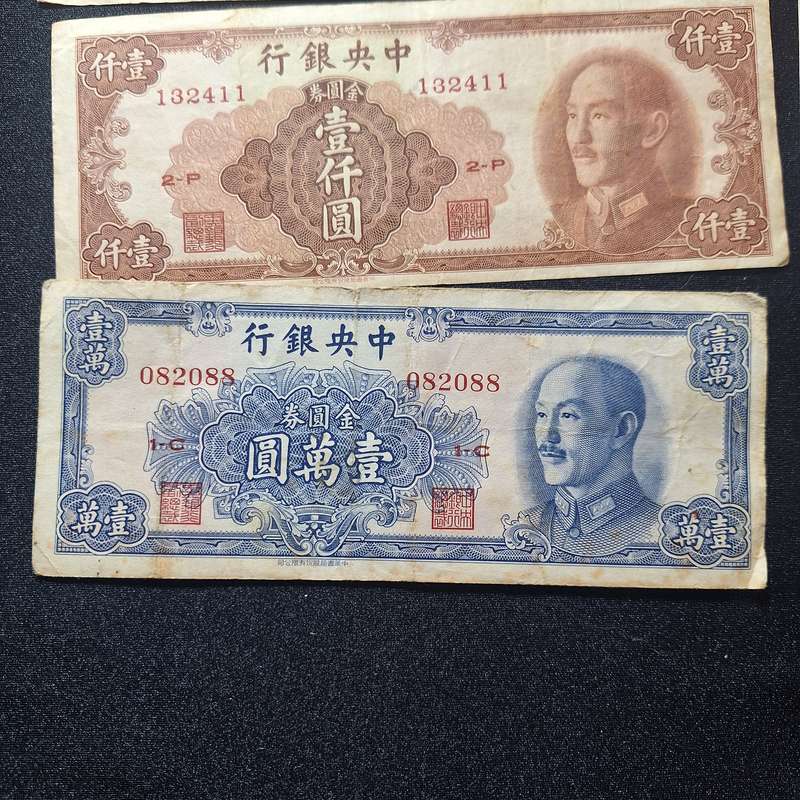 壹仟
中央銀行
壹仟
132411
132411
金圓券
壹仟圓
2-P
2-P
壹仟
壹仟
壹萬
中央銀行
壹萬
082088
082088
金圓券
壹萬圓
1-C
1-C
壹萬
壹萬